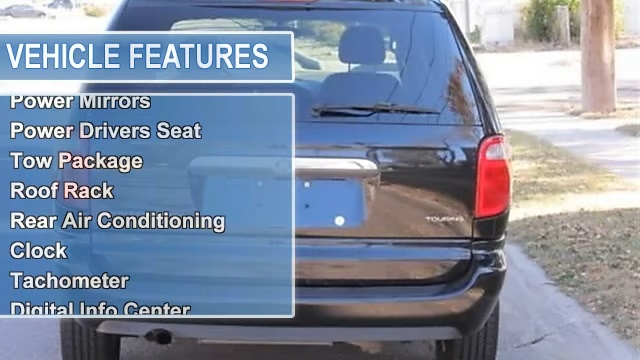 VEHICLE FEATURES
Power Mirrors
Power Drivers Seat
Tow Package
Roof Rack
Rear Air Conditioning
Clock
Tachometer
Digital Info Center
TOURING